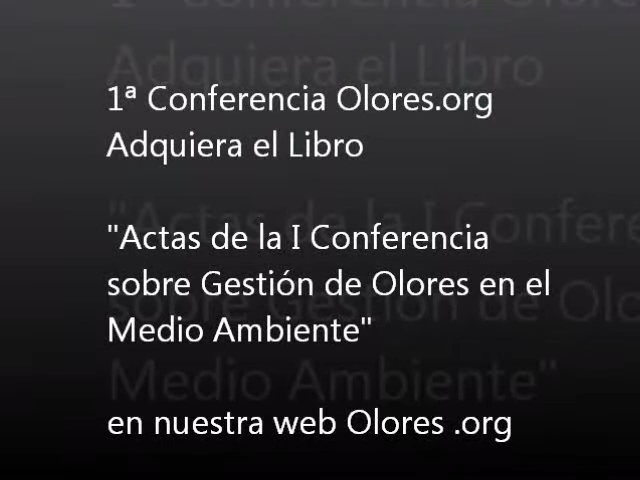 1ª Conferencia Olores.org
Adquiera el Libro
"Actas de la I Conferencia
sobre Gestión de Olores en el
Medio Ambiente"
en nuestra web Olores .org